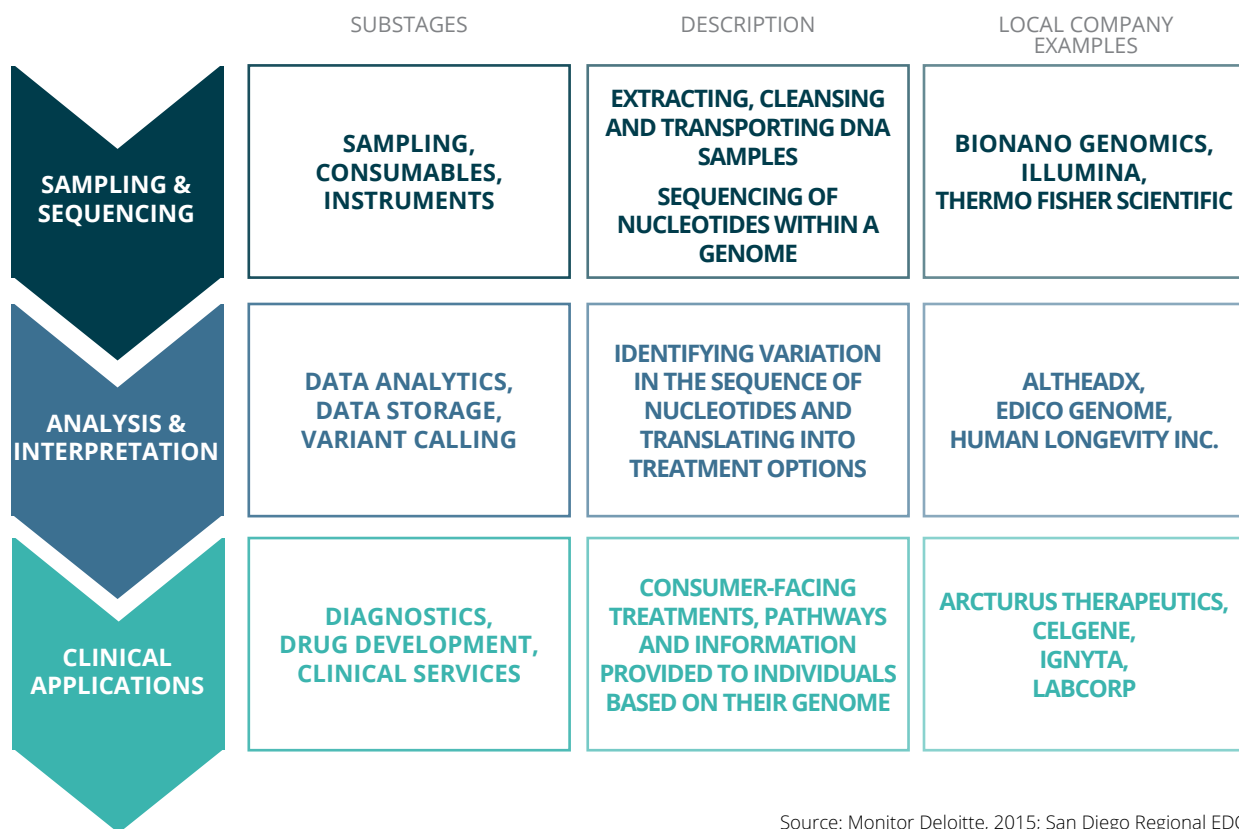 SUBSTAGES
DESCRIPTION
LOCAL COMPANY
EXAMPLES
SAMPLING &
SEQUENCING
SAMPLING,
CONSUMABLES,
INSTRUMENTS
EXTRACTING, CLEANSING
AND TRANSPORTING DNA
SAMPLES
SEQUENCING OF
NUCLEOTIDES WITHIN A
GENOME
BIONANO GENOMICS,
ILLUMINA,
THERMO FISHER SCIENTIFIC
ANALYSIS &
INTERPRETATION
DATA ANALYTICS,
DATA STORAGE,
VARIANT CALLING
IDENTIFYING VARIATION
IN THE SEQUENCE OF
NUCLEOTIDES AND
TRANSLATING INTO
TREATMENT OPTIONS
ALTHEADX,
EDICO GENOME,
HUMAN LONGEVITY INC.
CLINICAL
APPLICATIONS
DIAGNOSTICS,
DRUG DEVELOPMENT,
CLINICAL SERVICES
CONSUMER-FACING
TREATMENTS, PATHWAYS
AND INFORMATION
PROVIDED TO INDIVIDUALS
BASED ON THEIR GENOME
ARCTURUS THERAPEUTICS,
CELGENE,
IGNYTA,
LABCORP
Source: Monitor Deloitte, 2015; San Diego Regional EDC